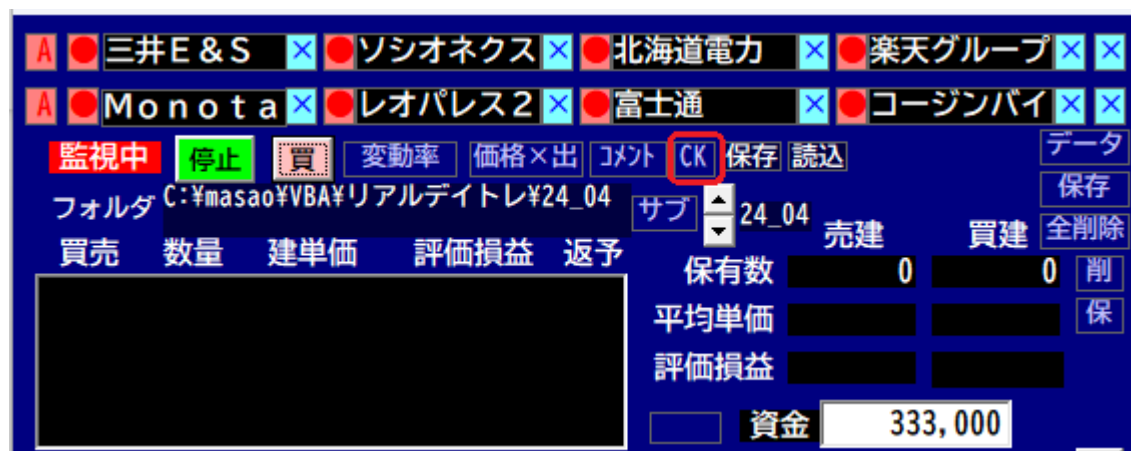 A 三井E&S × ソシオネクス × 北海道電力 × 楽天グループ × ×
A Monota × レオパレス2 × 富士通 × コージンバイ × ×
監視中 停止 買 変動率 価格×出 コメント CK 保存 読込 データ
フォルダ C:¥masao¥VBA¥リアルデイトレ¥24_04 サブ 24_04 保存
買売 数量 建単価 評価損益 返予 売建 買建 全削除
保有数 0 0 削
平均単価 保
評価損益
資金 333,000